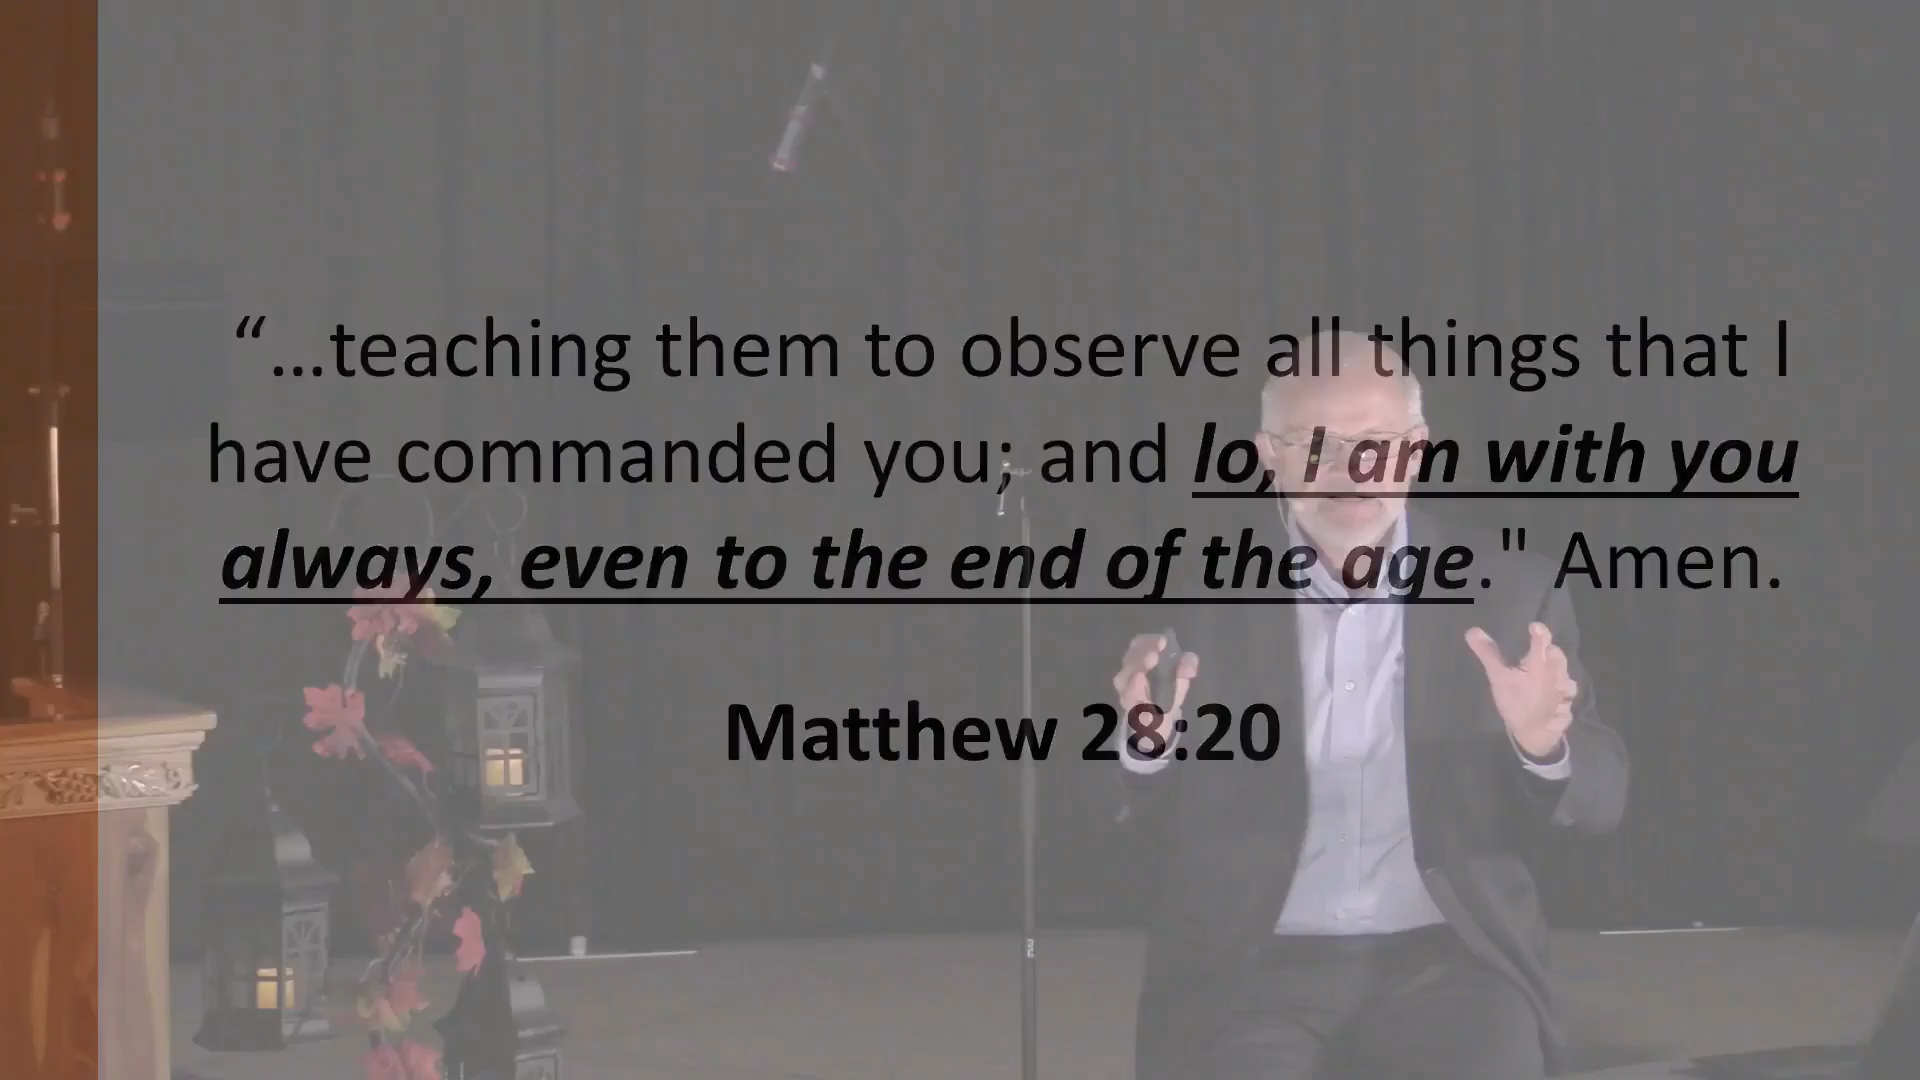 “…teaching them to observe all things that I
have commanded you; and lo, I am with you
always, even to the end of the age." Amen.
Matthew 28:20